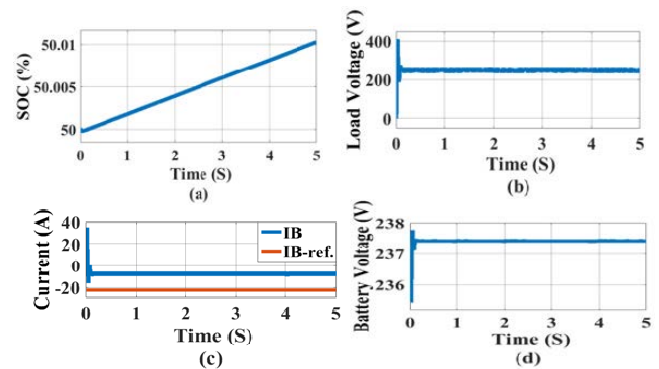 SOC (%)
50.01
50.005
50
0 1 2 3 4 5
Time (S)
(a)
Load Voltage (V)
400
200
0
0 1 2 3 4 5
Time (S)
(b)
Current (A)
40
20
0
-20
IB
IB-ref.
0 1 2 3 4 5
Time (S)
(c)
Battery Voltage (V)
238
237
236
0 1 2 3 4 5
Time (S)
(d)